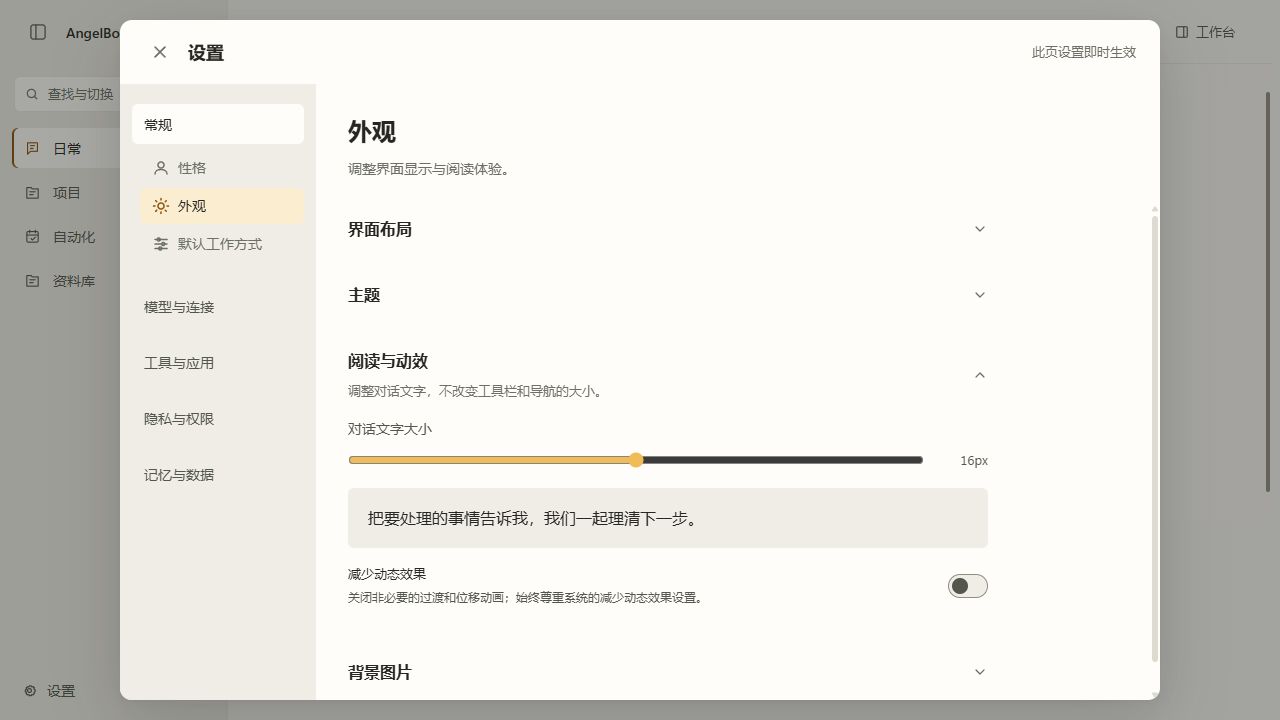 AngelBo
查找与切换
日常
项目
自动化
资料库
设置
工作台
设置
此页设置即时生效
常规
性格
外观
默认工作方式
模型与连接
工具与应用
隐私与权限
记忆与数据
外观
调整界面显示与阅读体验。
界面布局
主题
阅读与动效
调整对话文字，不改变工具栏和导航的大小。
对话文字大小
16px
把要处理的事情告诉我，我们一起理清下一步。
减少动态效果
关闭非必要的过渡和位移动画；始终尊重系统的减少动态效果设置。
背景图片